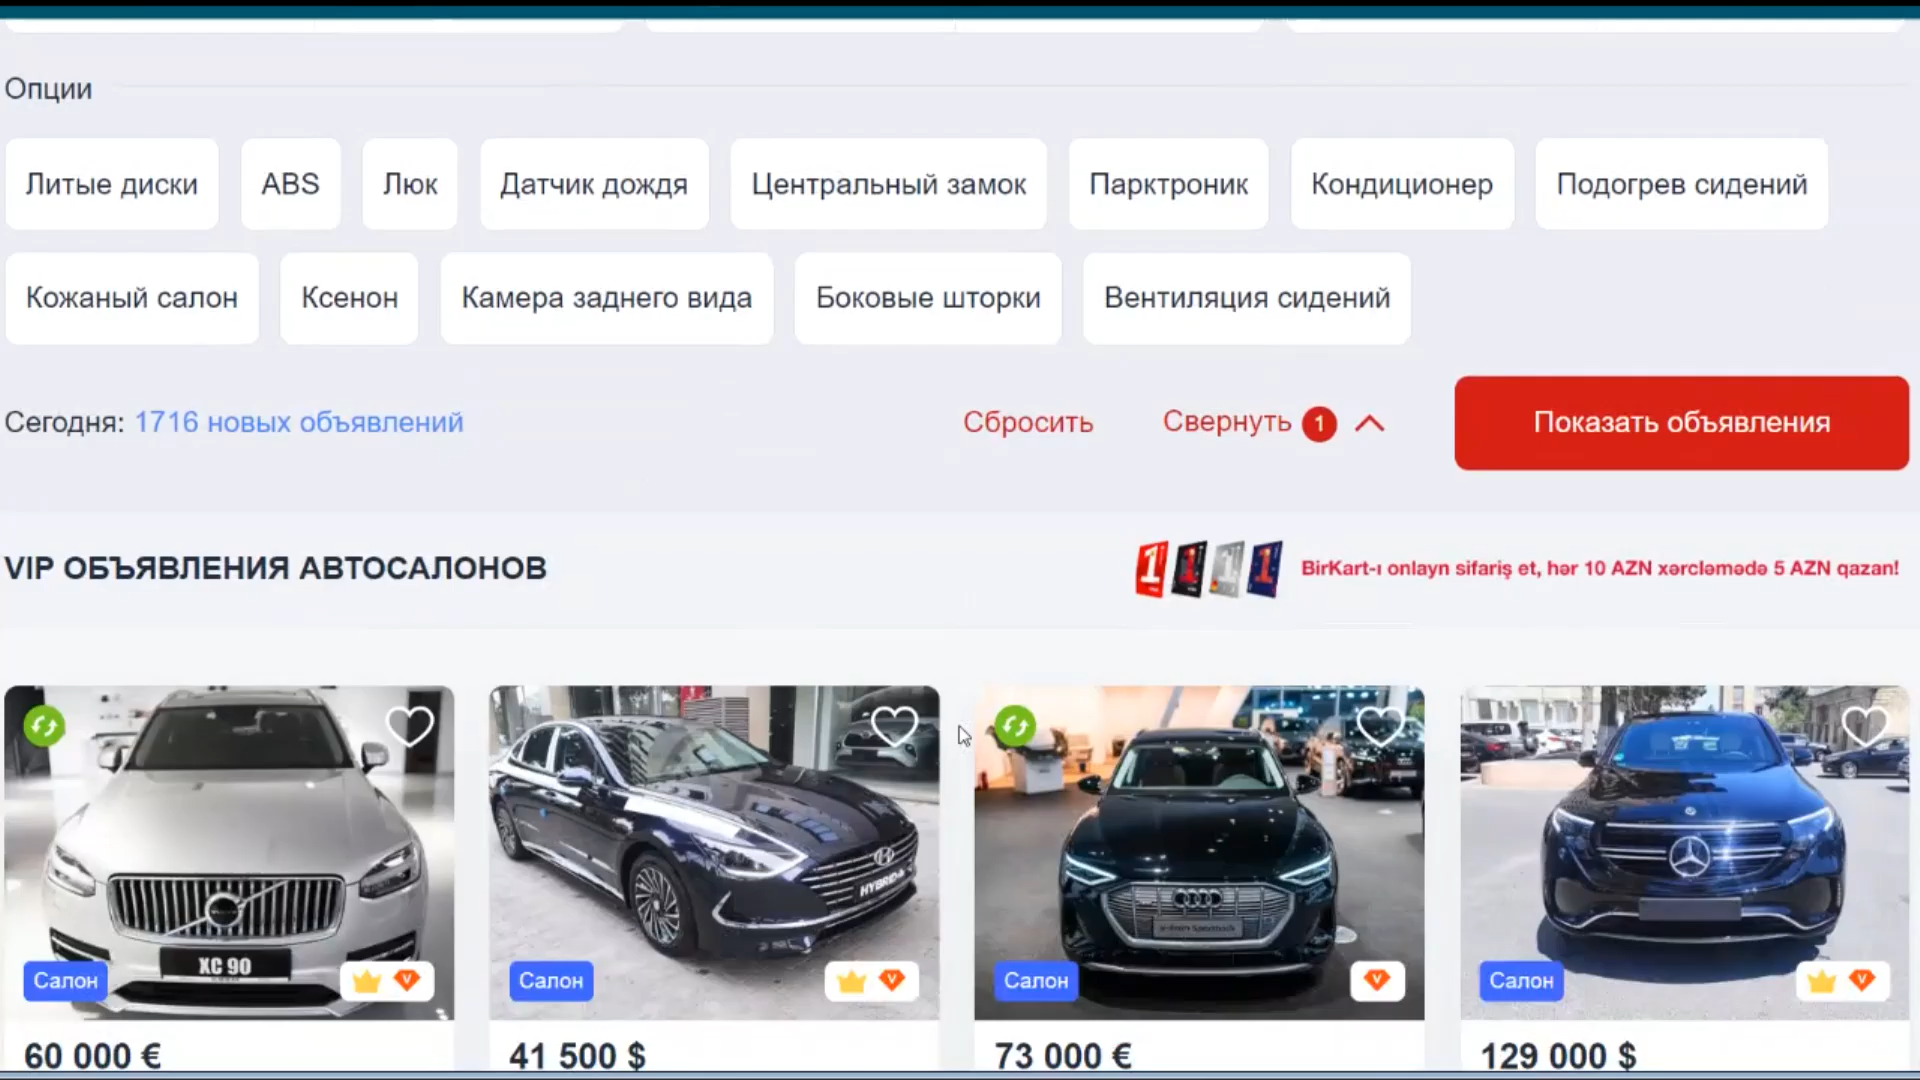 Опции
Литые диски ABS Люк Датчик дождя Центральный замок Парктроник Кондиционер Подогрев сидений
Кожаный салон Ксенон Камера заднего вида Боковые шторки Вентиляция сидений
Сегодня: 1716 новых объявлений Сбросить Свернуть 1 Показать объявления
VIP ОБЪЯВЛЕНИЯ АВТОСАЛОНОВ
BirKart-ı onlayn sifariş et, hər 10 AZN xərclәmәdә 5 AZN qazan!
HYBRID
XC 90
Салон Салон Салон Салон
60 000 € 41 500 $ 73 000 € 129 000 $